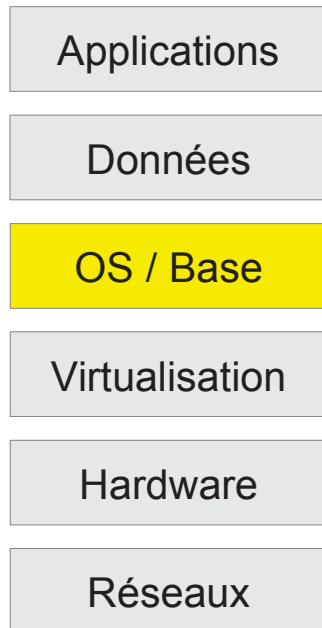 Applications
Données
OS / Base
Virtualisation
Hardware
Réseaux